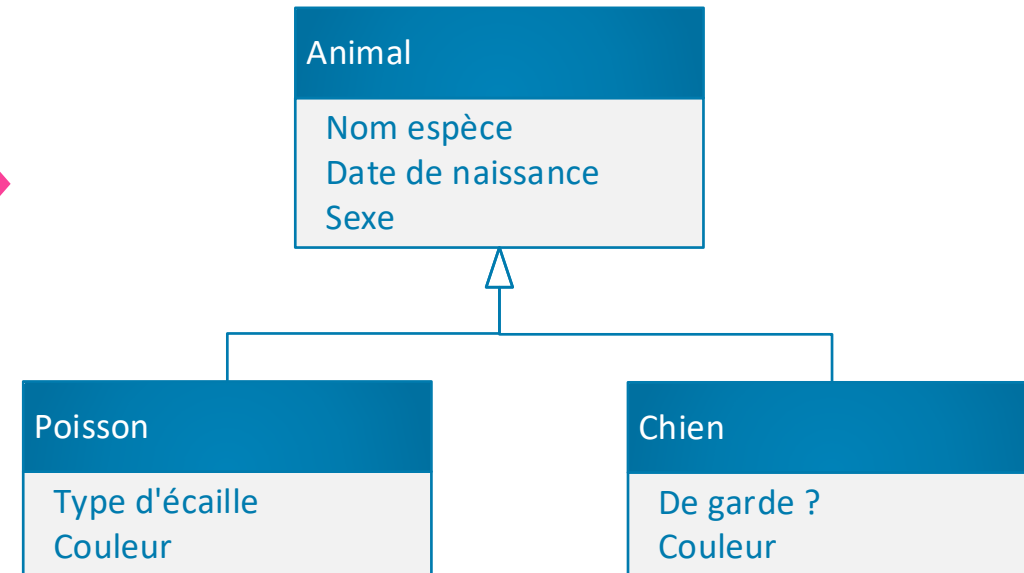 Animal
Nom espèce
Date de naissance
Sexe
Poisson
Type d'écaille
Couleur
Chien
De garde ?
Couleur